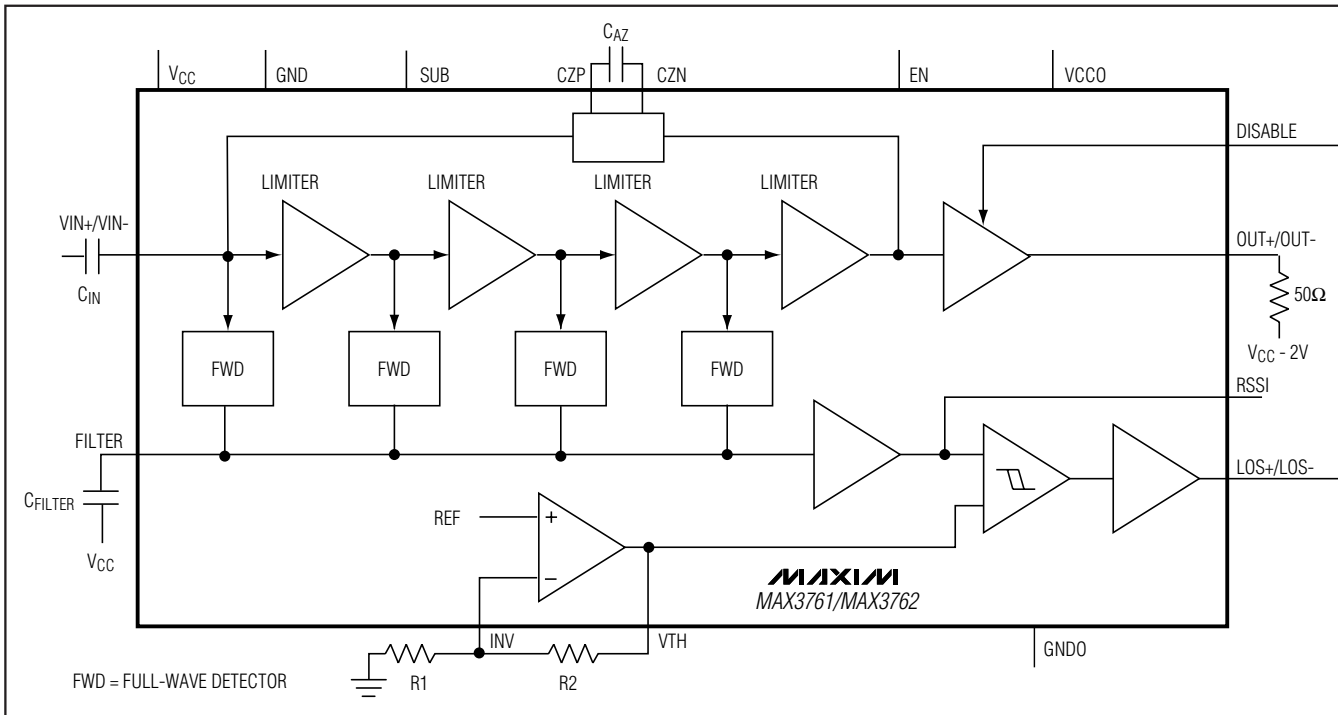 CAZ
VCC
GND
SUB
CZP
CZN
EN
VCCO
DISABLE
LIMITER
LIMITER
LIMITER
LIMITER
VIN+/VIN-
OUT+/OUT-
CIN
50Ω
FWD
FWD
FWD
FWD
VCC - 2V
RSSI
FILTER
LOS+/LOS-
CFILTER
REF
+
VCC
−
MAXIM
MAX3761/MAX3762
INV
VTH
GNDO
R1
R2
FWD = FULL-WAVE DETECTOR